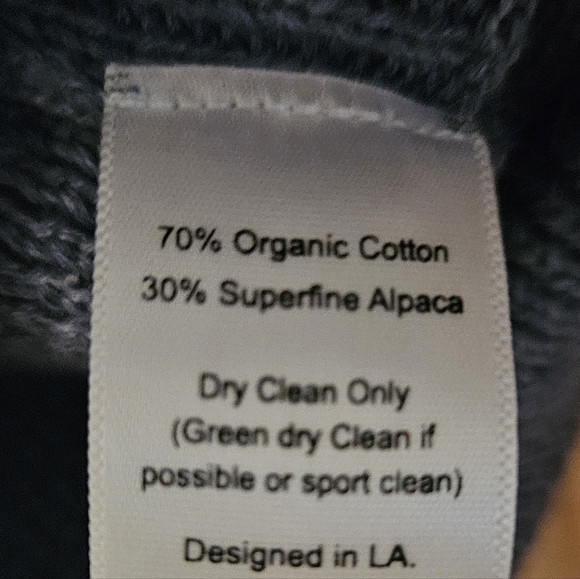 70% Organic Cotton
30% Superfine Alpaca
Dry Clean Only
(Green dry Clean if
possible or sport clean)
Designed in LA.